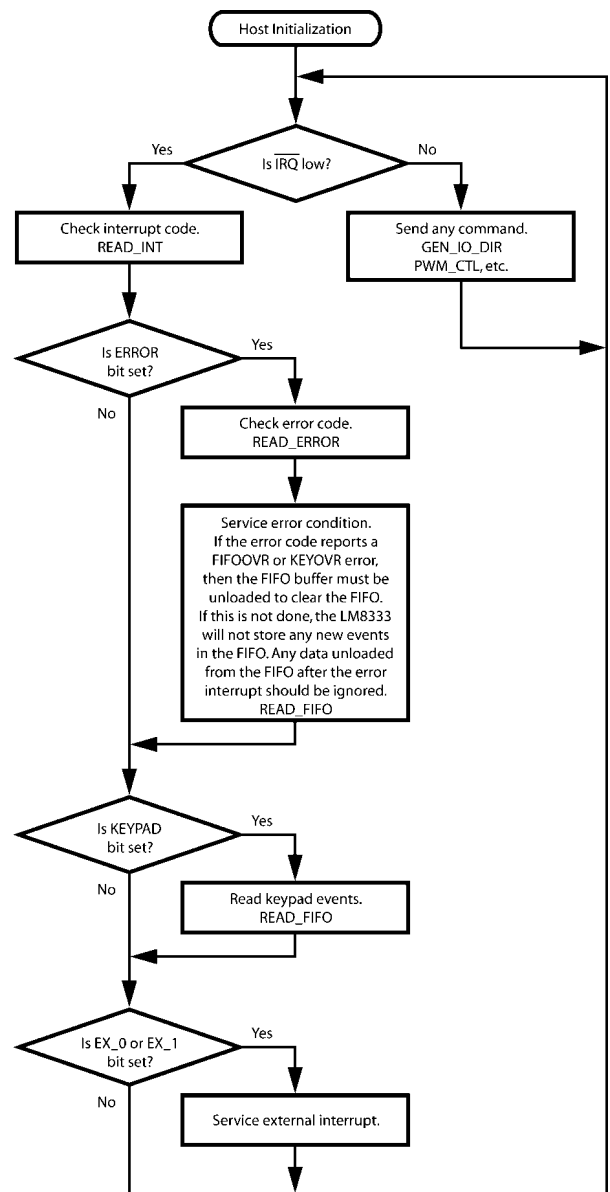 Host Initialization
Is IRQ low?
Yes
No
Check interrupt code.
READ_INT
Send any command.
GEN_IO_DIR
PWM_CTL, etc.
Is ERROR
bit set?
Yes
No
Check error code.
READ_ERROR
Service error condition.
If the error code reports a
FIFOOVR or KEYOVR error,
then the FIFO buffer must be
unloaded to clear the FIFO.
If this is not done, the LM8333
will not store any new events
in the FIFO. Any data unloaded
from the FIFO after the error
interrupt should be ignored.
READ_FIFO
Is KEYPAD
bit set?
Yes
No
Read keypad events.
READ_FIFO
Is EX_0 or EX_1
bit set?
Yes
No
Service external interrupt.